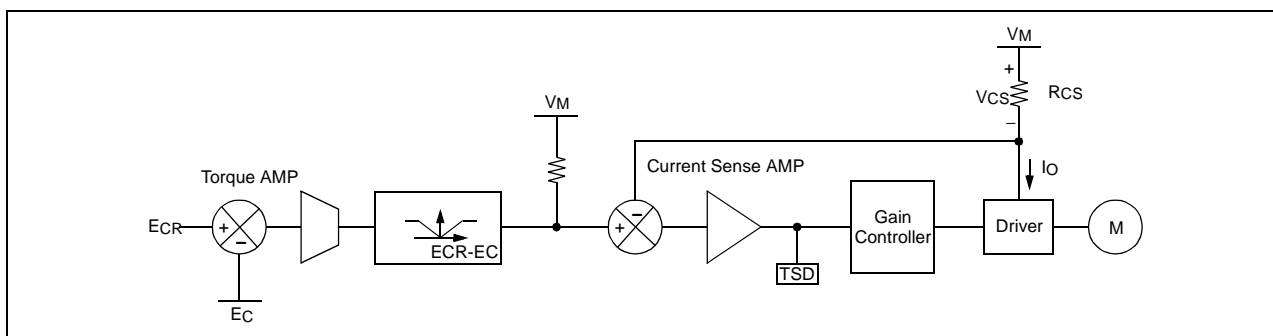 VM
+
VCS
RCS
–
VM
Torque AMP
Current Sense AMP
IO
ECR
+
–
ECR-EC
+
–
TSD
Gain
Controller
Driver
M
EC